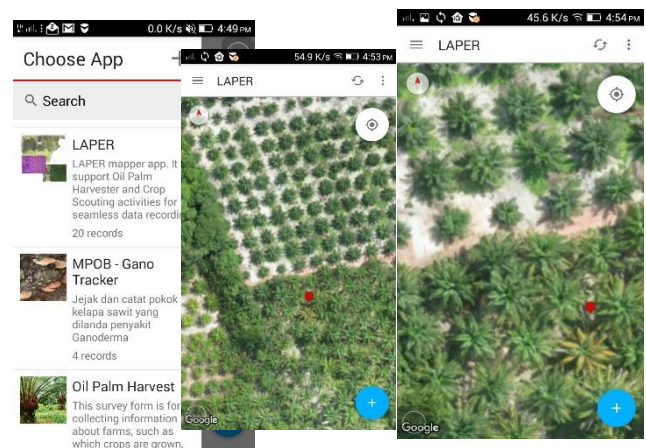 0.0 K/s 4:49 PM
Choose App
Search
LAPER
LAPER mapper app. It
support Oil Palm
Harvester and Crop
Scouting activities for
seamless data recordin
20 records
MPOB - Gano
Tracker
Jejak dan catat pokok
kelapa sawit yang
dilanda penyakit
Ganoderma
4 records
Oil Palm Harvest
This survey form is for
collecting information
about farms, such as
which crops are grown,
54.9 K/s 4:53 PM
LAPER
Google
45.6 K/s 4:54 PM
LAPER
Google